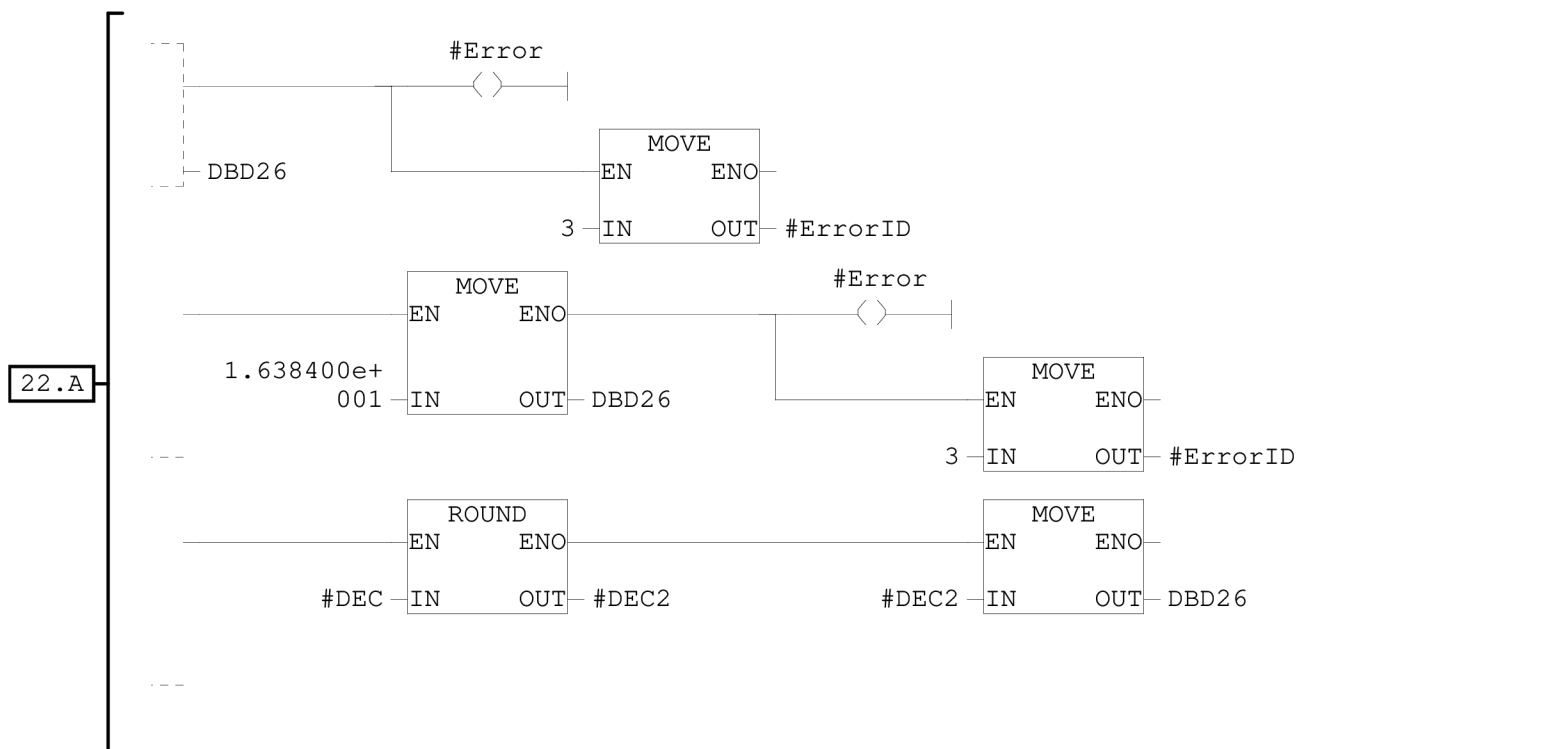 #Error
MOVE
DBD26 EN ENO
3 IN OUT #ErrorID
#Error
MOVE
EN ENO
1.638400e+
MOVE
22.A
001 IN OUT DBD26 EN ENO
3 IN OUT #ErrorID
ROUND MOVE
EN ENO EN ENO
#DEC IN OUT #DEC2 #DEC2 IN OUT DBD26